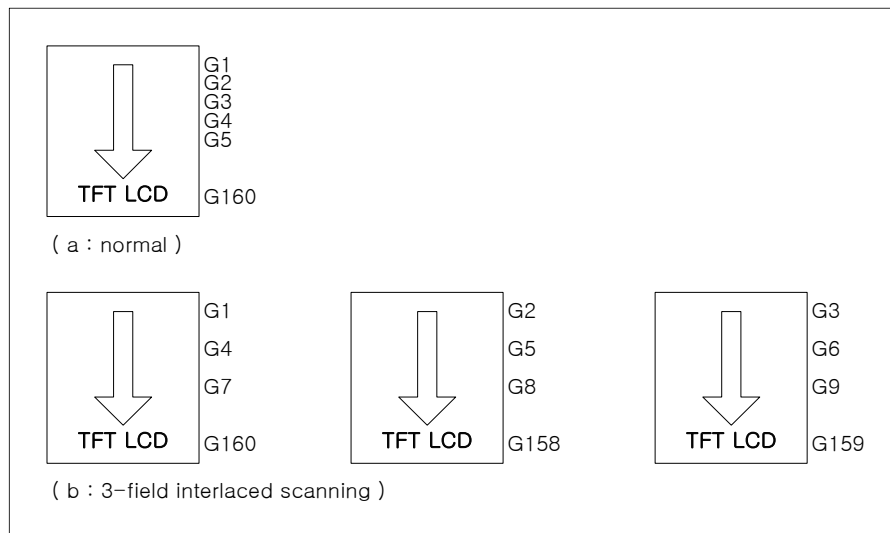 G1
G2
G3
G4
G5
TFT LCD
G160
( a : normal )
G1
G4
G7
TFT LCD
G160
G2
G5
G8
TFT LCD
G158
G3
G6
G9
TFT LCD
G159
( b : 3-field interlaced scanning )